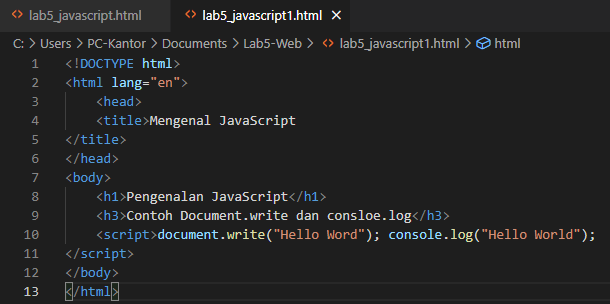 lab5_javascript.html
lab5_javascript1.html
C: > Users > PC-Kantor > Documents > Lab5-Web > lab5_javascript1.html > html
1 <!DOCTYPE html>
2 <html lang="en">
3 <head>
4 <title>Mengenal JavaScript
5 </title>
6 </head>
7 <body>
8 <h1>Pengenalan JavaScript</h1>
9 <h3>Contoh Document.write dan consloe.log</h3>
10 <script>document.write("Hello Word"); console.log("Hello World");
11 </script>
12 </body>
13 </html>